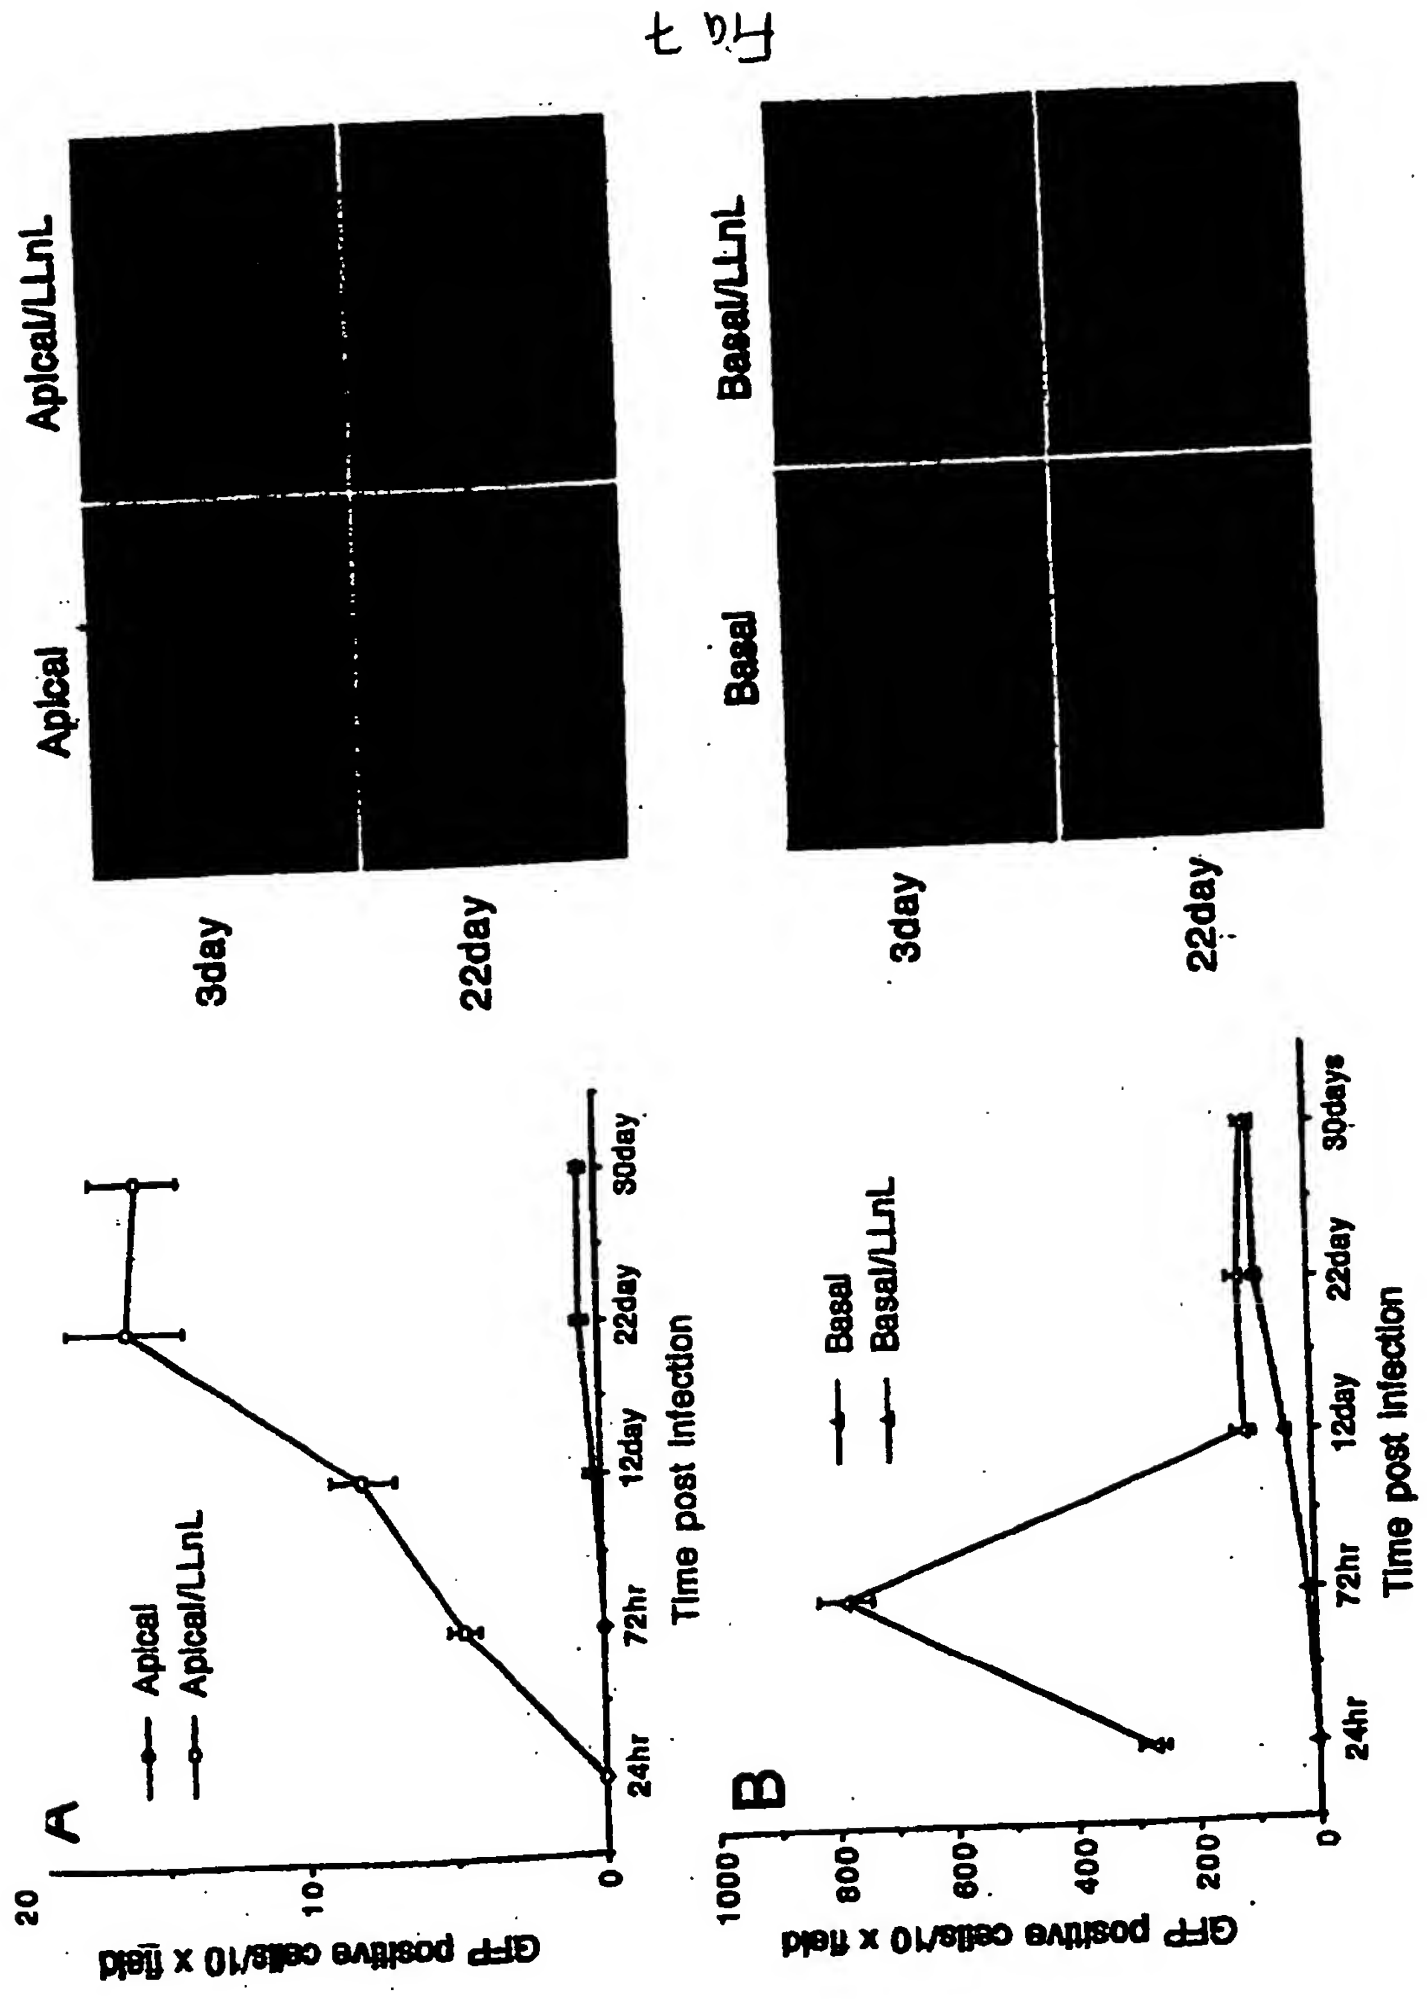 Fig 7
A
Apical
Apical/LLnL
GFP positive cells/10 x field
20
10
0
24hr
72hr
12day
22day
30day
Time post infection
Apical
Apical/LLnL
3day
22day
B
Basal
Basal/LLnL
GFP positive cells/10 x field
1000
800
600
400
200
0
24hr
72hr
12day
22day
30days
Time post infection
Basal
Basal/LLnL
3day
22day